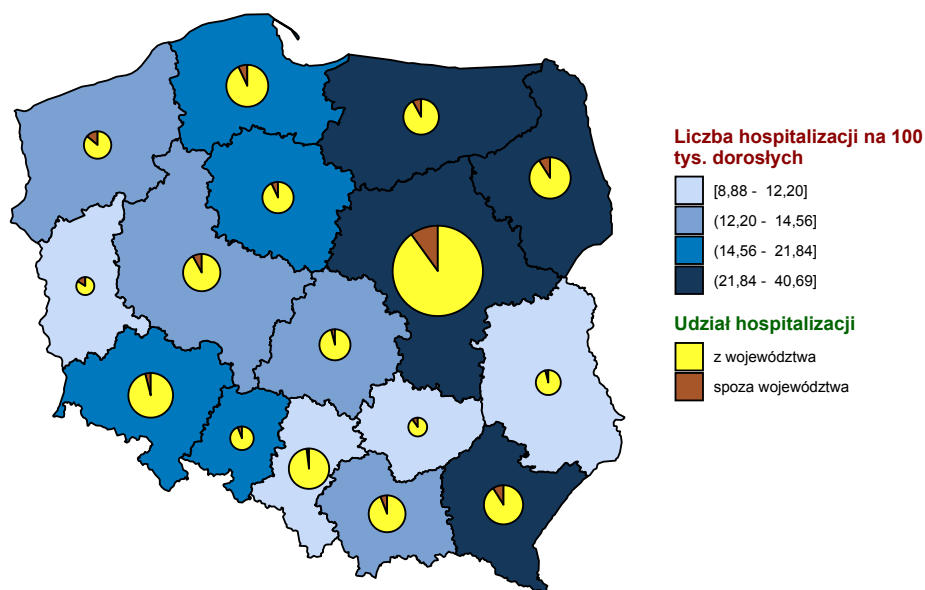 Liczba hospitalizacji na 100
tys. dorosłych
[8,88 - 12,20]
(12,20 - 14,56]
(14,56 - 21,84]
(21,84 - 40,69]
Udział hospitalizacji
z województwa
spoza województwa